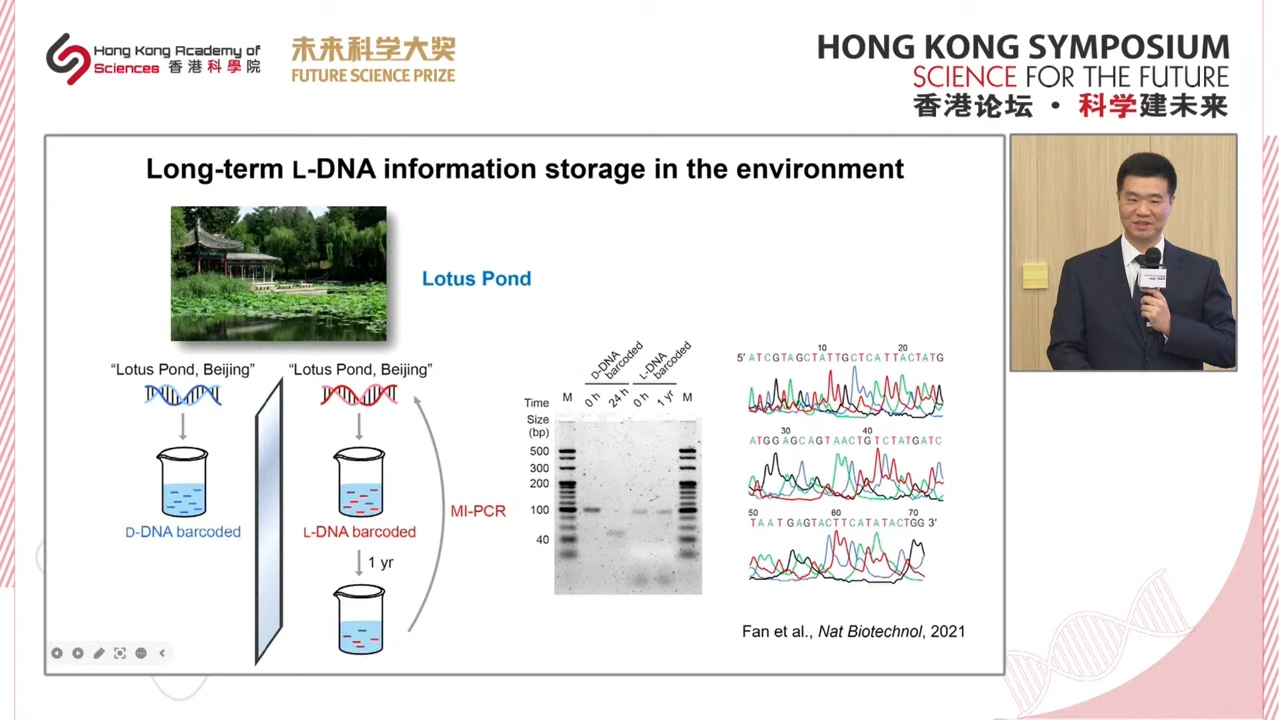 Hong Kong Academy of
Sciences 香港科學院
未来科学大奖
FUTURE SCIENCE PRIZE
HONG KONG SYMPOSIUM
SCIENCE FOR THE FUTURE
香港论坛 · 科学建未来
Long-term L-DNA information storage in the environment
Lotus Pond
“Lotus Pond, Beijing”
“Lotus Pond, Beijing”
D-DNA barcoded
L-DNA barcoded
MI-PCR
1 yr
D-DNA
barcoded
L-DNA
barcoded
Time
M
0 h
24 h
0 h
1 yr
M
Size
(bp)
500
300
200
100
40
10
20
5′ ATCGTAGCTATTGCTCATTACTATG
30
40
ATGGAGCAGTAACTGTCTATGATC
50
60
70
TAATGAGTACTTCATATACTGG 3′
Fan et al., Nat Biotechnol, 2021